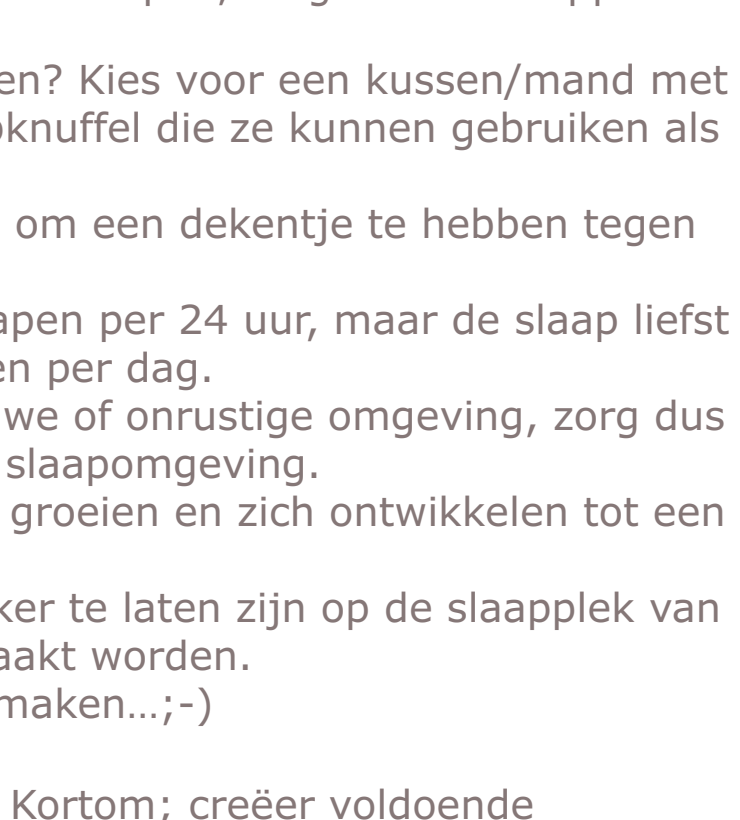 en? Kies voor een kussen/mand met
knuffel die ze kunnen gebruiken als
om een dekentje te hebben tegen
apen per 24 uur, maar de slaap liefst
en per dag.
we of onrustige omgeving, zorg dus
slaapomgeving.
groeien en zich ontwikkelen tot een
ker te laten zijn op de slaapplek van
aakt worden.
maken…;-)
Kortom; creëer voldoende